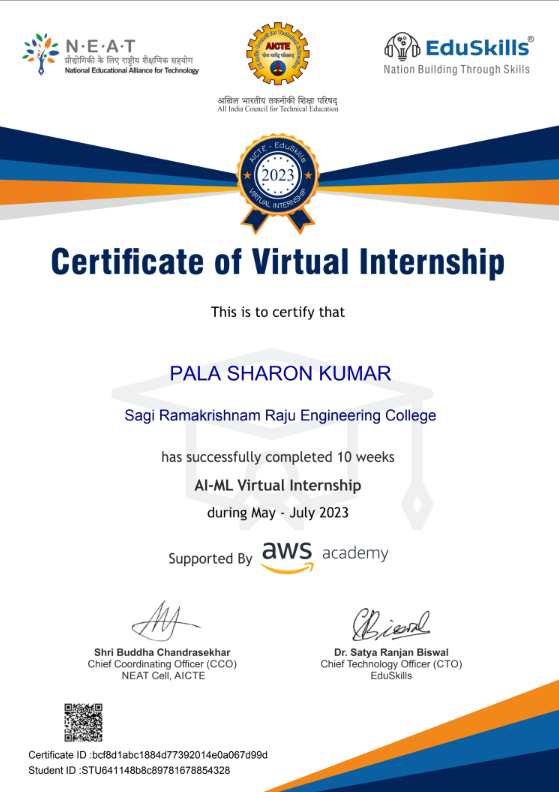 N·E·A·T
प्रौद्योगिकी के लिए राष्ट्रीय शैक्षणिक सहयोग
National Educational Alliance for Technology
AICTE
अखिल भारतीय तकनीकी शिक्षा परिषद्
All India Council for Technical Education
EduSkills®
Nation Building Through Skills
AICTE - EduSkills
2023
VIRTUAL INTERNSHIP
Certificate of Virtual Internship
This is to certify that
PALA SHARON KUMAR
Sagi Ramakrishnam Raju Engineering College
has successfully completed 10 weeks
AI-ML Virtual Internship
during May - July 2023
Supported By aws academy
Shri Buddha Chandrasekhar
Chief Coordinating Officer (CCO)
NEAT Cell, AICTE
Dr. Satya Ranjan Biswal
Chief Technology Officer (CTO)
EduSkills
Certificate ID :bcf8d1abc1884d77392014e0a067d99d
Student ID :STU641148b8c89781678854328